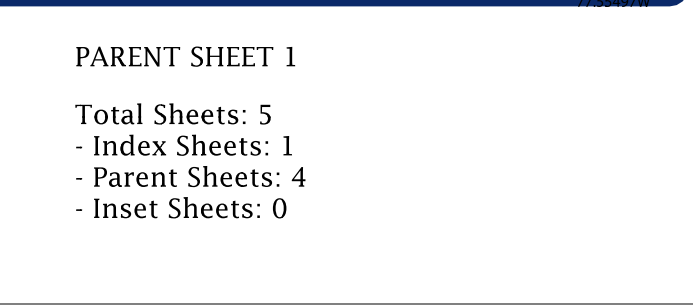 PARENT SHEET 1
Total Sheets: 5
- Index Sheets: 1
- Parent Sheets: 4
- Inset Sheets: 0